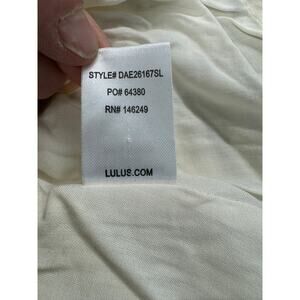 STYLE# DAE26167SL
PO# 64380
RN# 146249
LULUS.COM